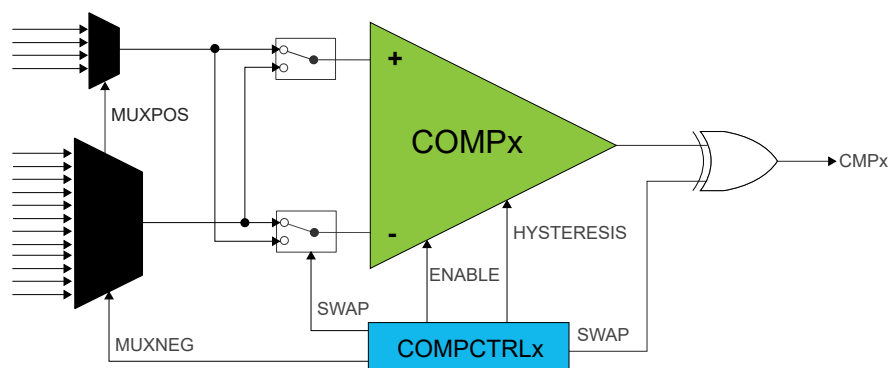 MUXPOS
+
COMPx
CMPx
-
HYSTERESIS
ENABLE
SWAP
SWAP
MUXNEG
COMPCTRLx